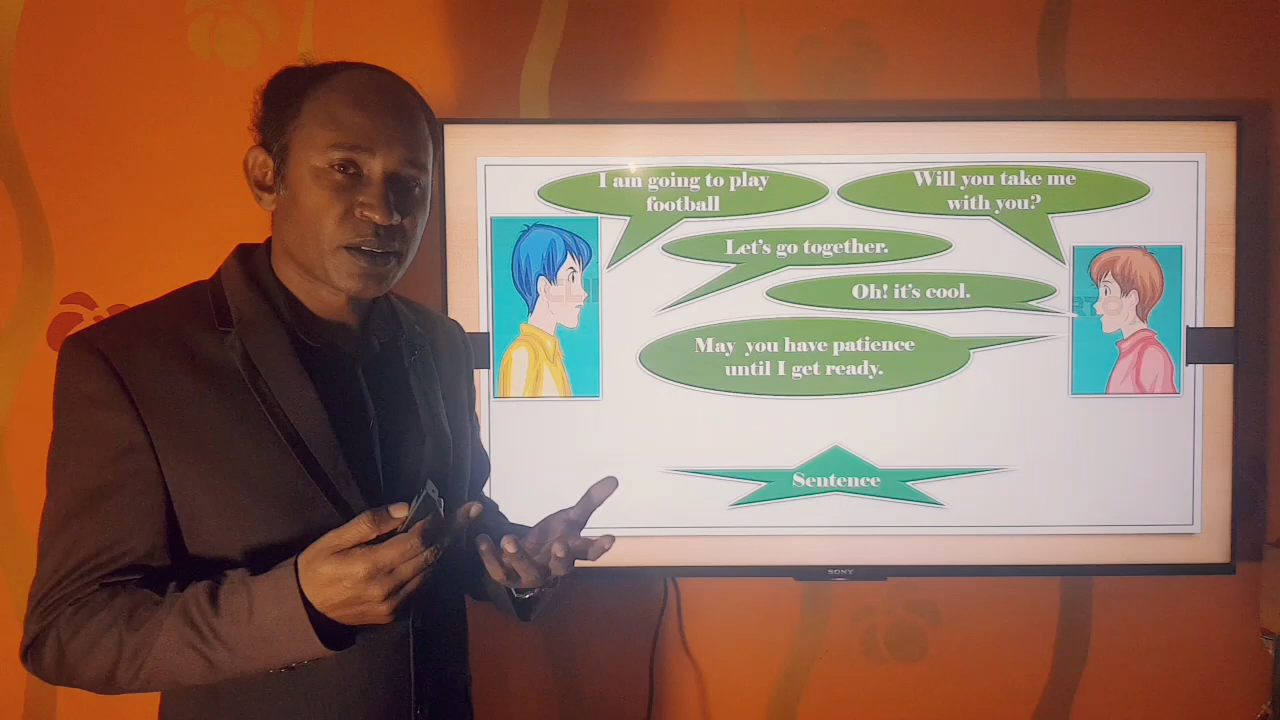 I am going to play
football
Will you take me
with you?
Let's go together.
Oh! it's cool.
May you have patience
until I get ready.
Sentence
SONY